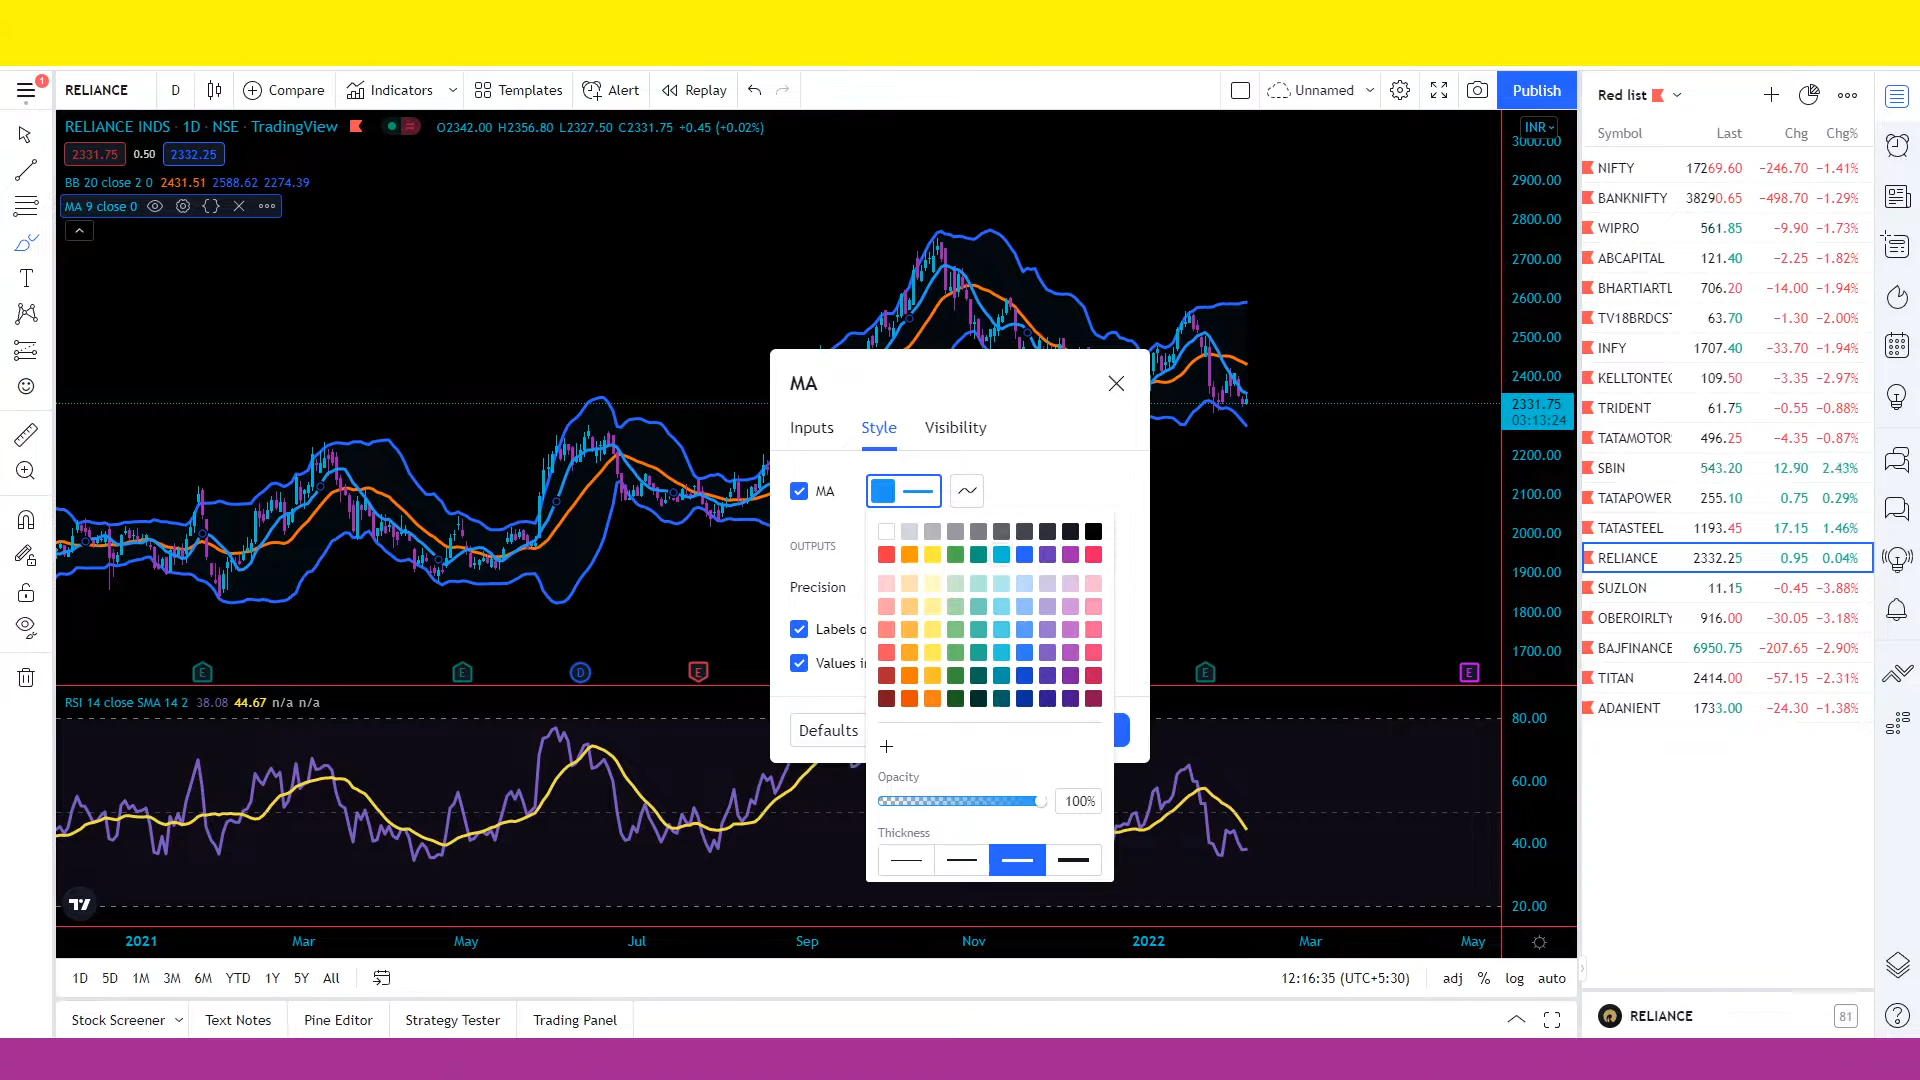 1
RELIANCE D Compare Indicators Templates Alert Replay Unnamed Publish
RELIANCE INDS · 1D · NSE · TradingView O2342.00 H2356.80 L2327.50 C2331.75 +0.45 (+0.02%)
2331.75 0.50 2332.25
BB 20 close 2 0 2431.51 2588.62 2274.39
MA 9 close 0
INR
3000.00
2900.00
2800.00
2700.00
2600.00
2500.00
2400.00
2331.75
03:13:24
2200.00
2100.00
2000.00
1900.00
1800.00
1700.00
MA
Inputs Style Visibility
MA
OUTPUTS
Precision
Labels o
Values i
Defaults
Opacity
100%
Thickness
E E D E E E
RSI 14 close SMA 14 2 38.08 44.67 n/a n/a
80.00
60.00
40.00
20.00
2021 Mar May Jul Sep Nov 2022 Mar May
1D 5D 1M 3M 6M YTD 1Y 5Y All 12:16:35 (UTC+5:30) adj % log auto
Stock Screener Text Notes Pine Editor Strategy Tester Trading Panel
Red list
Symbol Last Chg Chg%
NIFTY 17269.60 −246.70 −1.41%
BANKNIFTY 38290.65 −498.70 −1.29%
WIPRO 561.85 −9.90 −1.73%
ABCAPITAL 121.40 −2.25 −1.82%
BHARTIARTL 706.20 −14.00 −1.94%
TV18BRDCST 63.70 −1.30 −2.00%
INFY 1707.40 −33.70 −1.94%
KELLTONTEC 109.50 −3.35 −2.97%
TRIDENT 61.75 −0.55 −0.88%
TATAMOTORS 496.25 −4.35 −0.87%
SBIN 543.20 12.90 2.43%
TATAPOWER 255.10 0.75 0.29%
TATASTEEL 1193.45 17.15 1.46%
RELIANCE 2332.25 0.95 0.04%
SUZLON 11.15 −0.45 −3.88%
OBEROIRLTY 916.00 −30.05 −3.18%
BAJFINANCE 6950.75 −207.65 −2.90%
TITAN 2414.00 −57.15 −2.31%
ADANIENT 1733.00 −24.30 −1.38%
RELIANCE 81